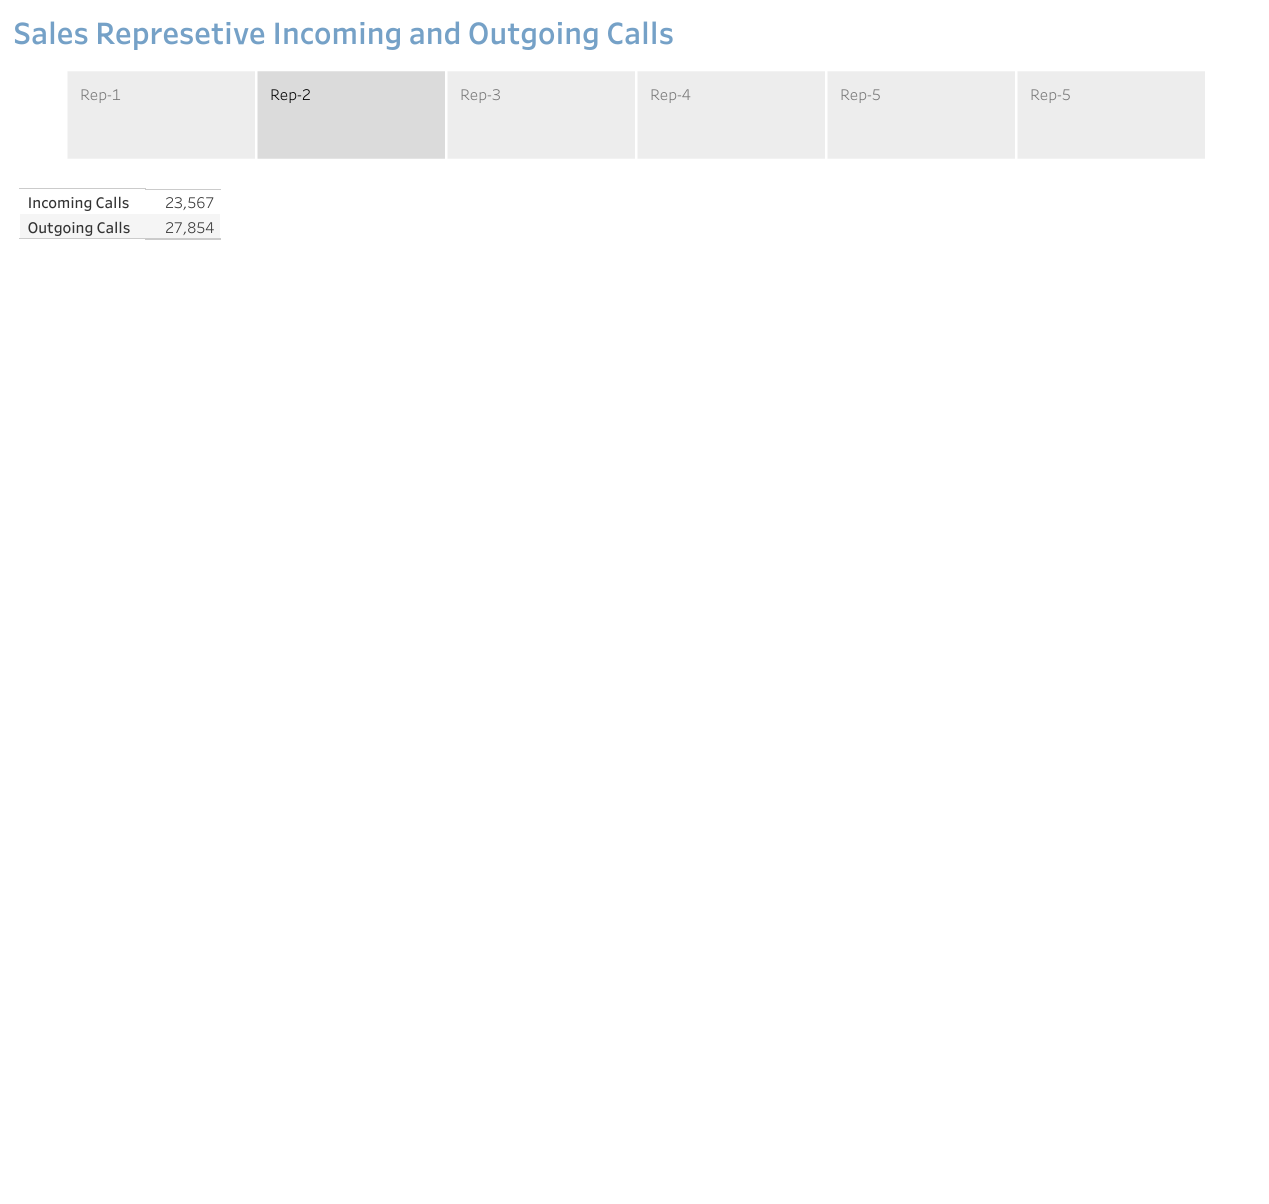 Sales Represetive Incoming and Outgoing Calls
Rep-1 Rep-2 Rep-3 Rep-4 Rep-5 Rep-5
Incoming Calls 23,567
Outgoing Calls 27,854